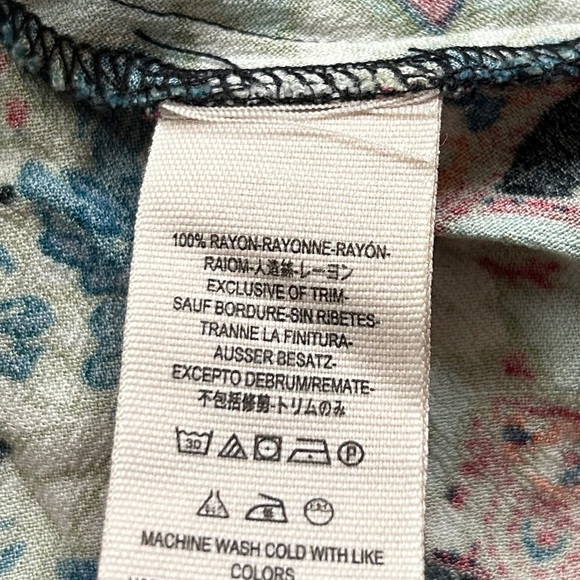 100% RAYON-RAYONNE-RAYÓN-
RAIOM-人造絲-レーヨン
EXCLUSIVE OF TRIM-
SAUF BORDURE-SIN RIBETES-
TRANNE LA FINITURA-
AUSSER BESATZ-
EXCEPTO DEBRUM/REMATE-
不包括修剪-トリムのみ
30 P
MACHINE WASH COLD WITH LIKE
COLORS